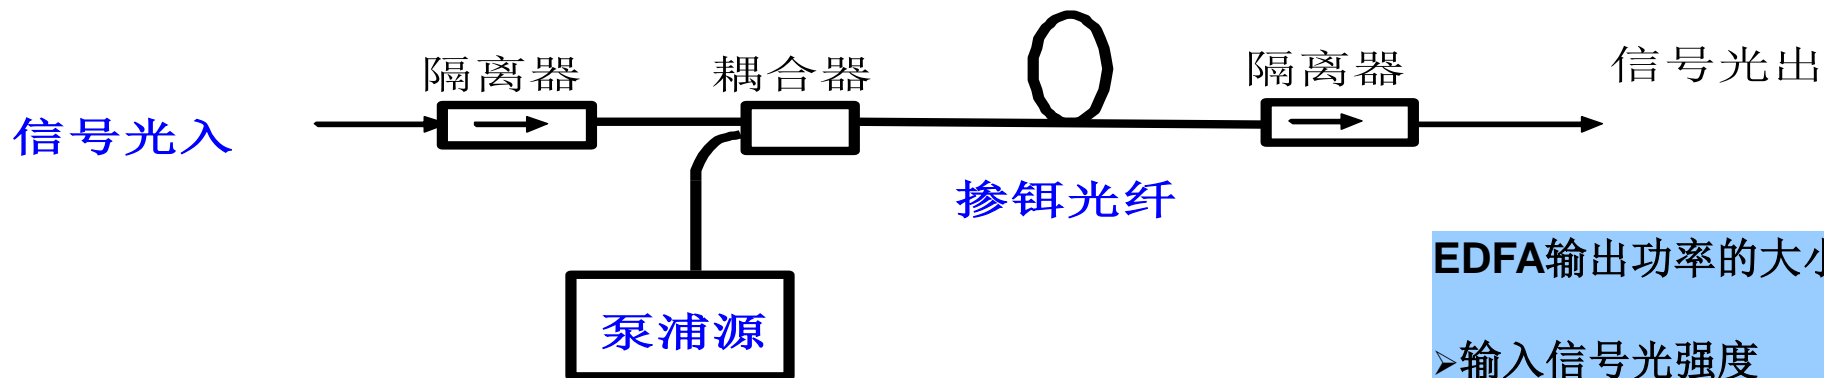 隔离器
耦合器
隔离器
信号光出
信号光入
掺铒光纤
泵浦源
EDFA输出功率的大小
➢输入信号光强度